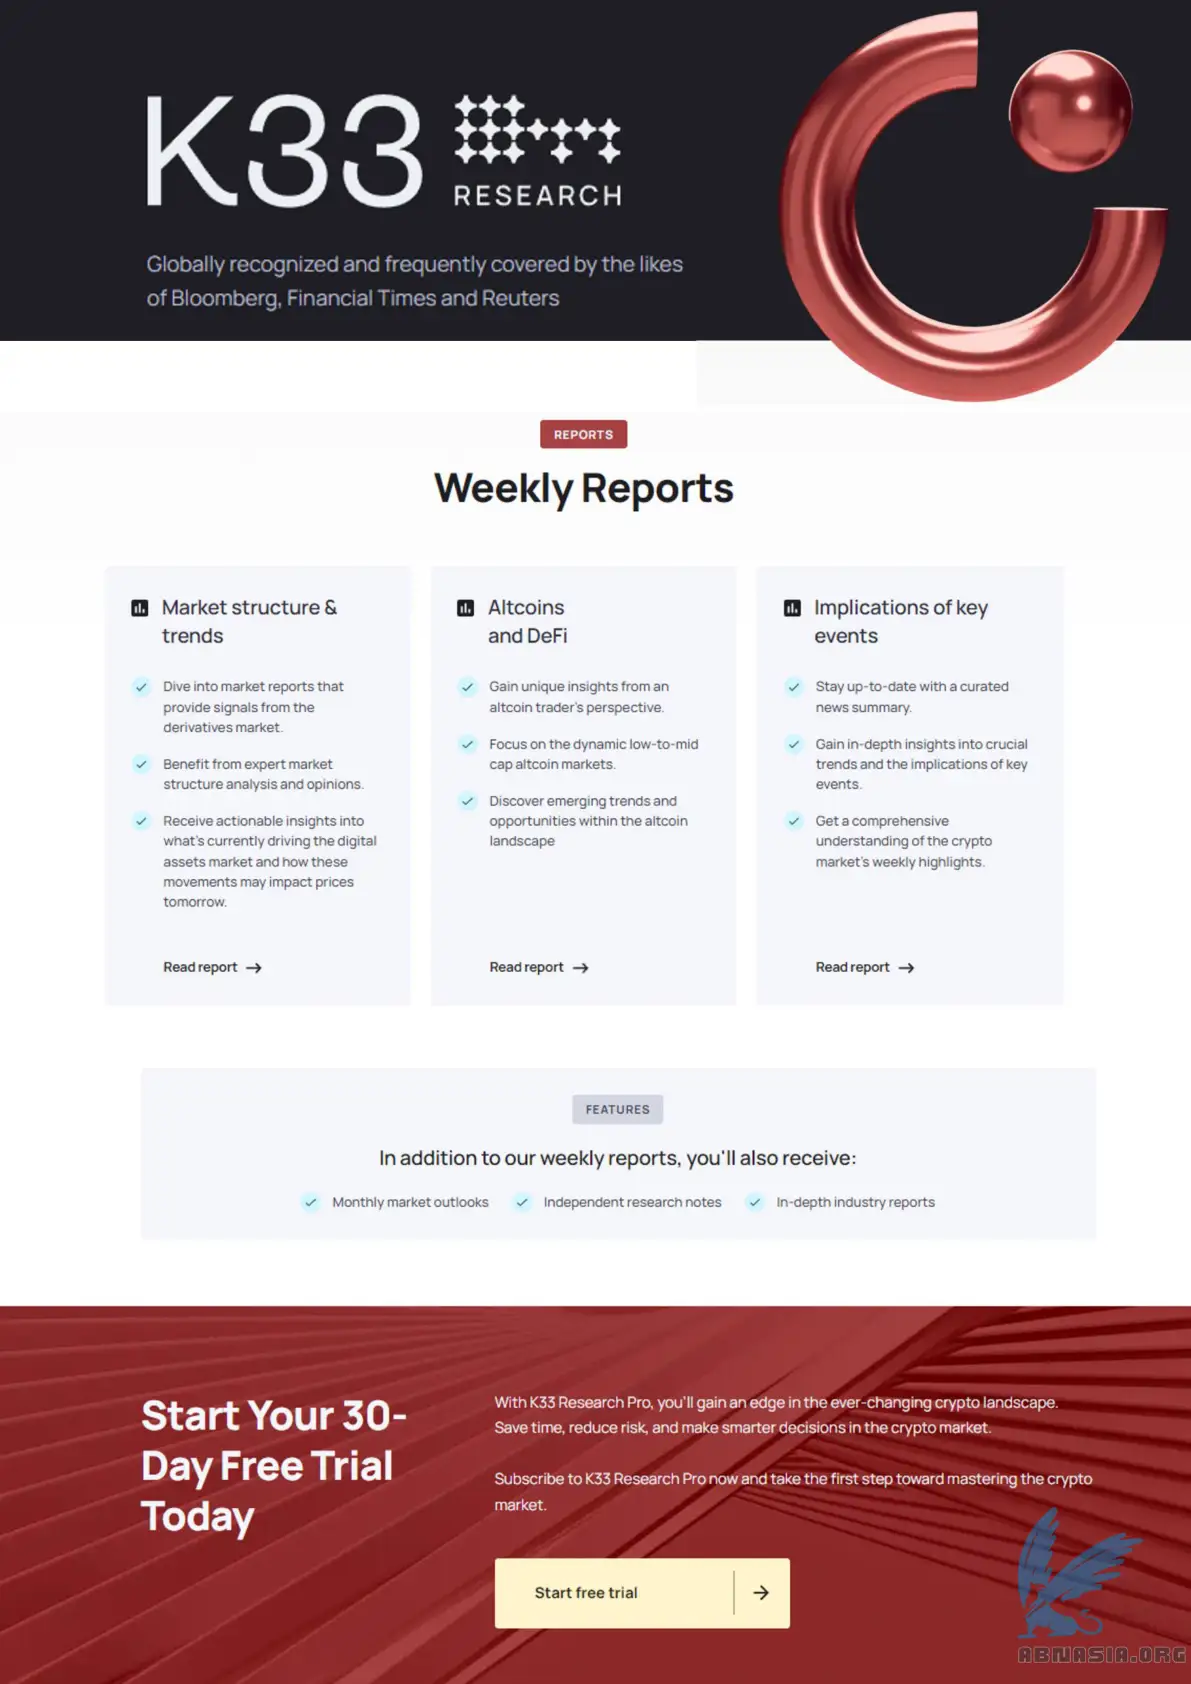 K33
RESEARCH
Globally recognized and frequently covered by the likes
of Bloomberg, Financial Times and Reuters
REPORTS
Weekly Reports
Market structure &
trends
Dive into market reports that
provide signals from the
derivatives market.
Benefit from expert market
structure analysis and opinions.
Receive actionable insights into
what's currently driving the digital
assets market and how these
movements may impact prices
tomorrow.
Read report
Altcoins
and DeFi
Gain unique insights from an
altcoin trader's perspective.
Focus on the dynamic low-to-mid
cap altcoin markets.
Discover emerging trends and
opportunities within the altcoin
landscape
Read report
Implications of key
events
Stay up-to-date with a curated
news summary.
Gain in-depth insights into crucial
trends and the implications of key
events.
Get a comprehensive
understanding of the crypto
market's weekly highlights.
Read report
FEATURES
In addition to our weekly reports, you'll also receive:
Monthly market outlooks
Independent research notes
In-depth industry reports
Start Your 30-
Day Free Trial
Today
With K33 Research Pro, you'll gain an edge in the ever-changing crypto landscape.
Save time, reduce risk, and make smarter decisions in the crypto market.
Subscribe to K33 Research Pro now and take the first step toward mastering the crypto
market.
Start free trial
ABNASIA.ORG